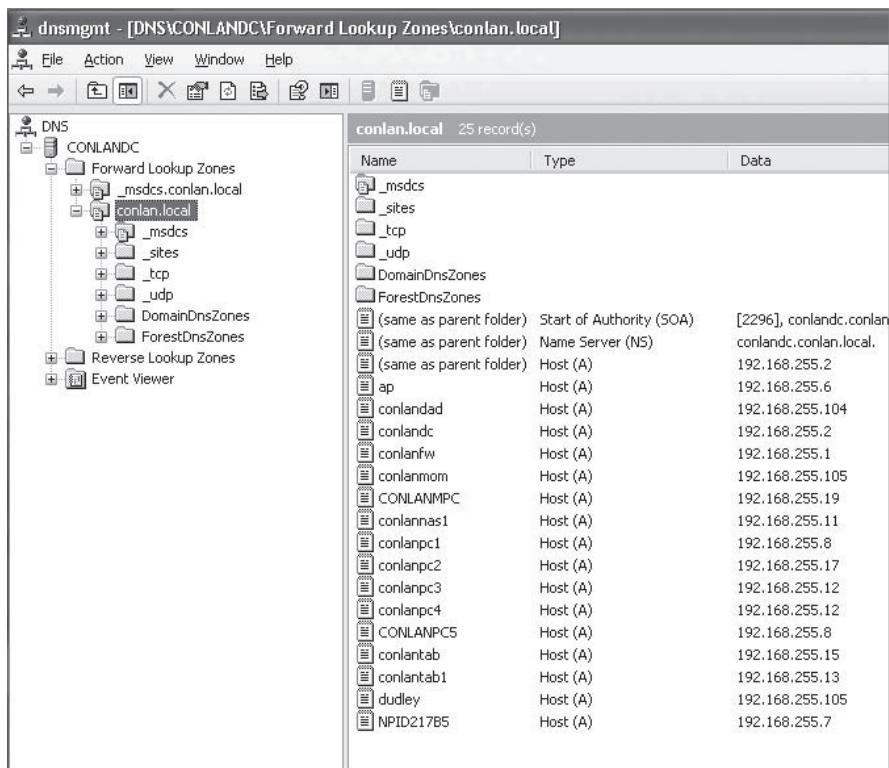 dnsmgmt - [DNS\CONLANDC\Forward Lookup Zones\conlan.local]
File Action View Window Help
DNS
CONLANDC
Forward Lookup Zones
_msdcs.conlan.local
conlan.local
_msdcs
_sites
_tcp
_udp
DomainDnsZones
ForestDnsZones
Reverse Lookup Zones
Event Viewer
conlan.local 25 record(s)
Name Type Data
_msdcs
_sites
_tcp
_udp
DomainDnsZones
ForestDnsZones
(same as parent folder) Start of Authority (SOA) [2296], conlandc.conlan
(same as parent folder) Name Server (NS) conlandc.conlan.local.
(same as parent folder) Host (A) 192.168.255.2
ap Host (A) 192.168.255.6
conlandad Host (A) 192.168.255.104
conlandc Host (A) 192.168.255.2
conlanfw Host (A) 192.168.255.1
conlanmom Host (A) 192.168.255.105
CONLANMPC Host (A) 192.168.255.19
conlannas1 Host (A) 192.168.255.11
conlanpc1 Host (A) 192.168.255.8
conlanpc2 Host (A) 192.168.255.17
conlanpc3 Host (A) 192.168.255.12
conlanpc4 Host (A) 192.168.255.12
CONLANPC5 Host (A) 192.168.255.8
conlantab Host (A) 192.168.255.15
conlantab1 Host (A) 192.168.255.13
dudley Host (A) 192.168.255.105
NPID217B5 Host (A) 192.168.255.7